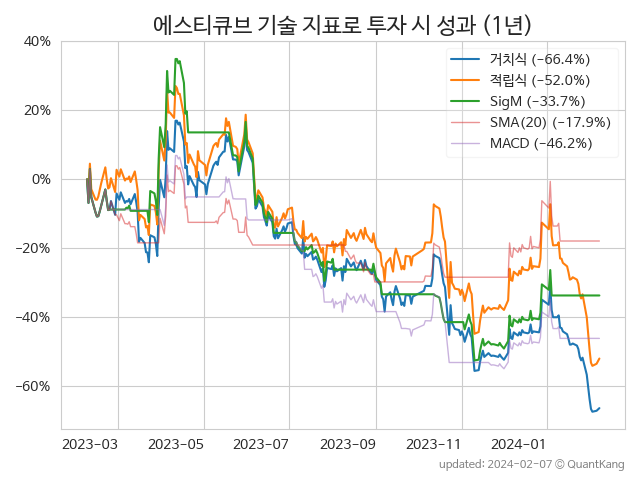 에스티큐브 기술 지표로 투자 시 성과 (1년)
40%
20%
0%
−20%
−40%
−60%
거치식 (−66.4%)
적립식 (−52.0%)
SigM (−33.7%)
SMA(20) (−17.9%)
MACD (−46.2%)
2023−03 2023−05 2023−07 2023−09 2023−11 2024−01
updated: 2024−02−07 © QuantKang